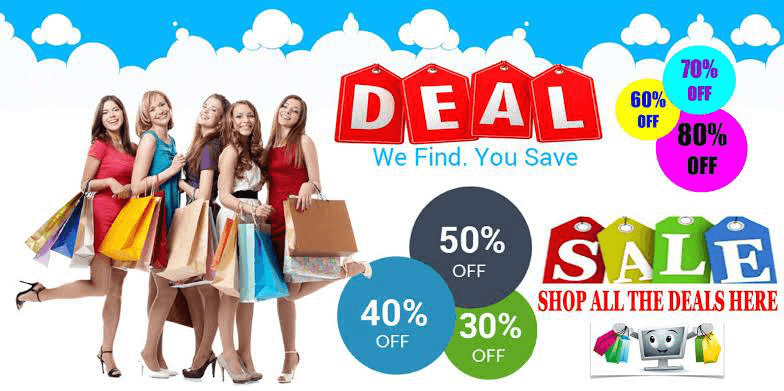 DEAL
We Find. You Save
70%
OFF
60%
OFF
80%
OFF
50%
OFF
40%
OFF
30%
OFF
SALE
SHOP ALL THE DEALS HERE